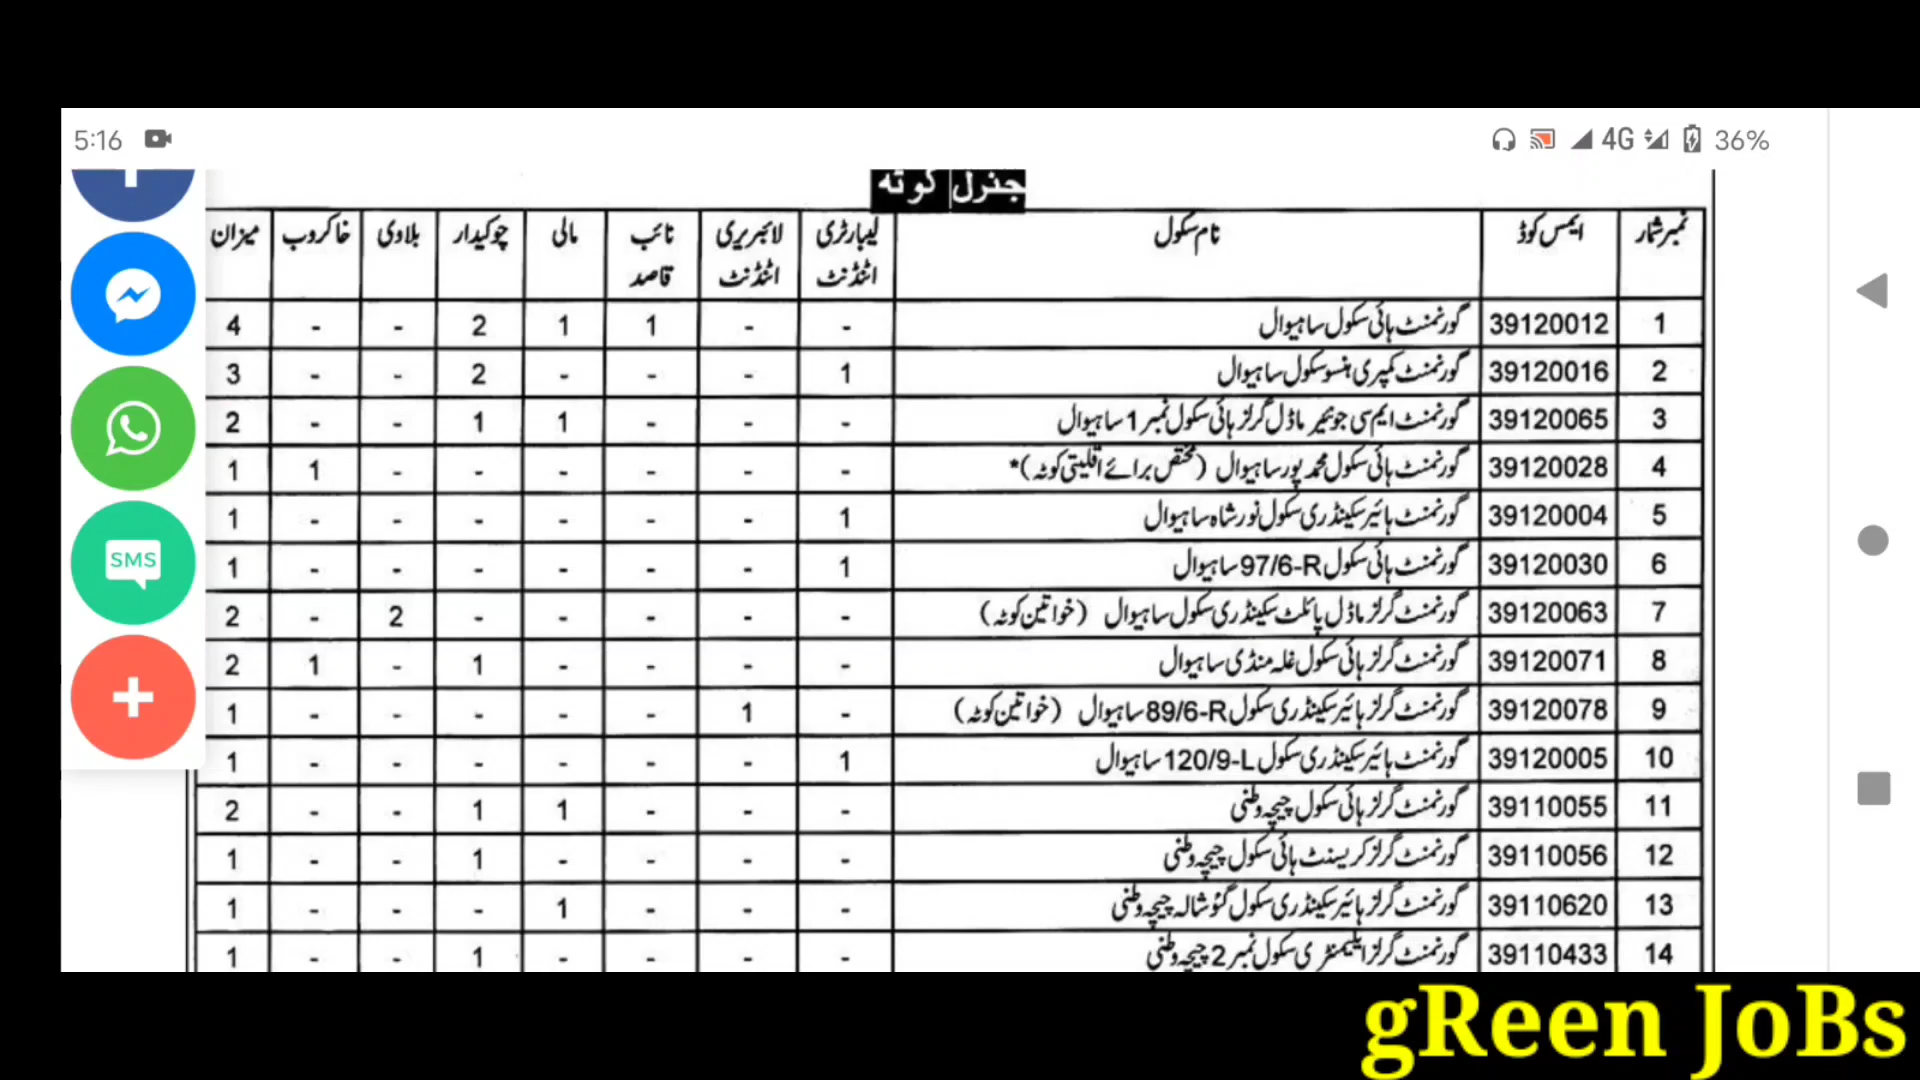 5:16 4G 36%
جنرل کوٹہ
نمبر شمار ایمس کوڈ نام سکول لیبارٹری اٹنڈنٹ لائبریری اٹنڈنٹ نائب قاصد مالی چوکیدار بلاوی خاکروب میزان
1 39120012 گورنمنٹ ہائی سکول ساہیوال - - 1 1 2 - - 4
2 39120016 گورنمنٹ کمپری ہنسو سکول ساہیوال 1 - - - 2 - - 3
3 39120065 گورنمنٹ ایم سی جونئیر ماڈل گرلز ہائی سکول نمبر 1 ساہیوال - - - 1 1 - - 2
4 39120028 گورنمنٹ ہائی سکول محمد پور ساہیوال (مختص برائے اقلیتی کوٹہ)* - - - - - - 1 1
5 39120004 گورنمنٹ ہائیر سکینڈری سکول نور شاہ ساہیوال 1 - - - - - - 1
6 39120030 گورنمنٹ ہائی سکول 97/6-R ساہیوال 1 - - - - - - 1
7 39120063 گورنمنٹ گرلز ماڈل پائلٹ سکینڈری سکول ساہیوال (خواتین کوٹہ) - - - - - 2 - 2
8 39120071 گورنمنٹ گرلز ہائی سکول غلہ منڈی ساہیوال - - - - 1 - 1 2
9 39120078 گورنمنٹ گرلز ہائیر سکینڈری سکول 89/6-R ساہیوال (خواتین کوٹہ) - 1 - - - - - 1
10 39120005 گورنمنٹ ہائیر سکینڈری سکول 120/9-L ساہیوال 1 - - - - - - 1
11 39110055 گورنمنٹ گرلز ہائی سکول چیچہ وطنی - - - 1 1 - - 2
12 39110056 گورنمنٹ گرلز کریسنٹ ہائی سکول چیچہ وطنی - - - - 1 - - 1
13 39110620 گورنمنٹ گرلز ہائیر سکینڈری سکول گئو شالہ چیچہ وطنی - - - 1 - - - 1
14 39110433 گورنمنٹ گرلز ایلیمنٹری سکول نمبر 2 چیچہ وطنی - - - - 1 - - 1
SMS
gReen JoBs